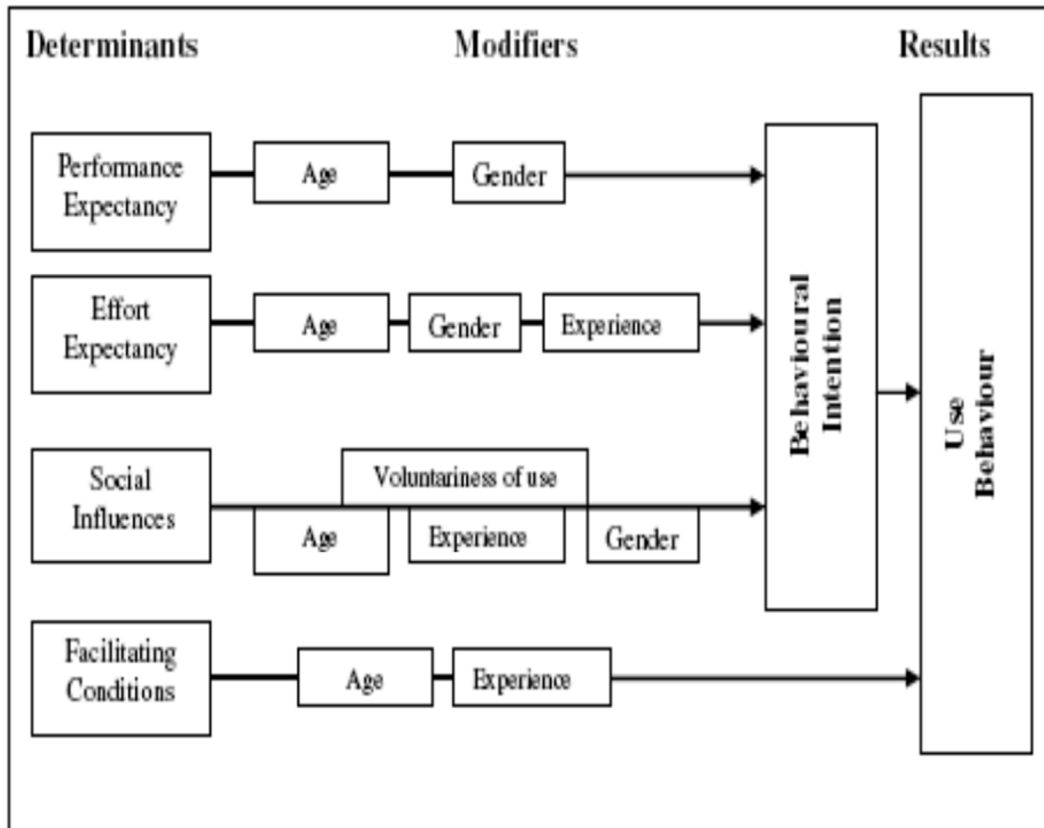 Determinants Modifiers Results
Performance
Expectancy
Age
Gender
Effort
Expectancy
Age
Gender
Experience
Social
Influences
Voluntariness of use
Age
Experience
Gender
Facilitating
Conditions
Age
Experience
Behavioural
Intention
Use
Behaviour